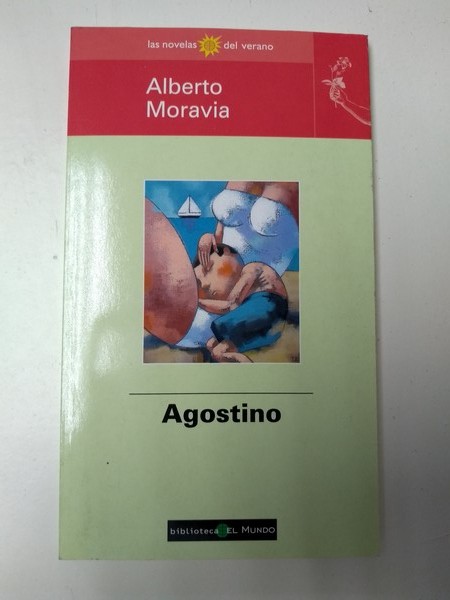 las novelas del verano
Alberto
Moravia
Agostino
biblioteca EL MUNDO